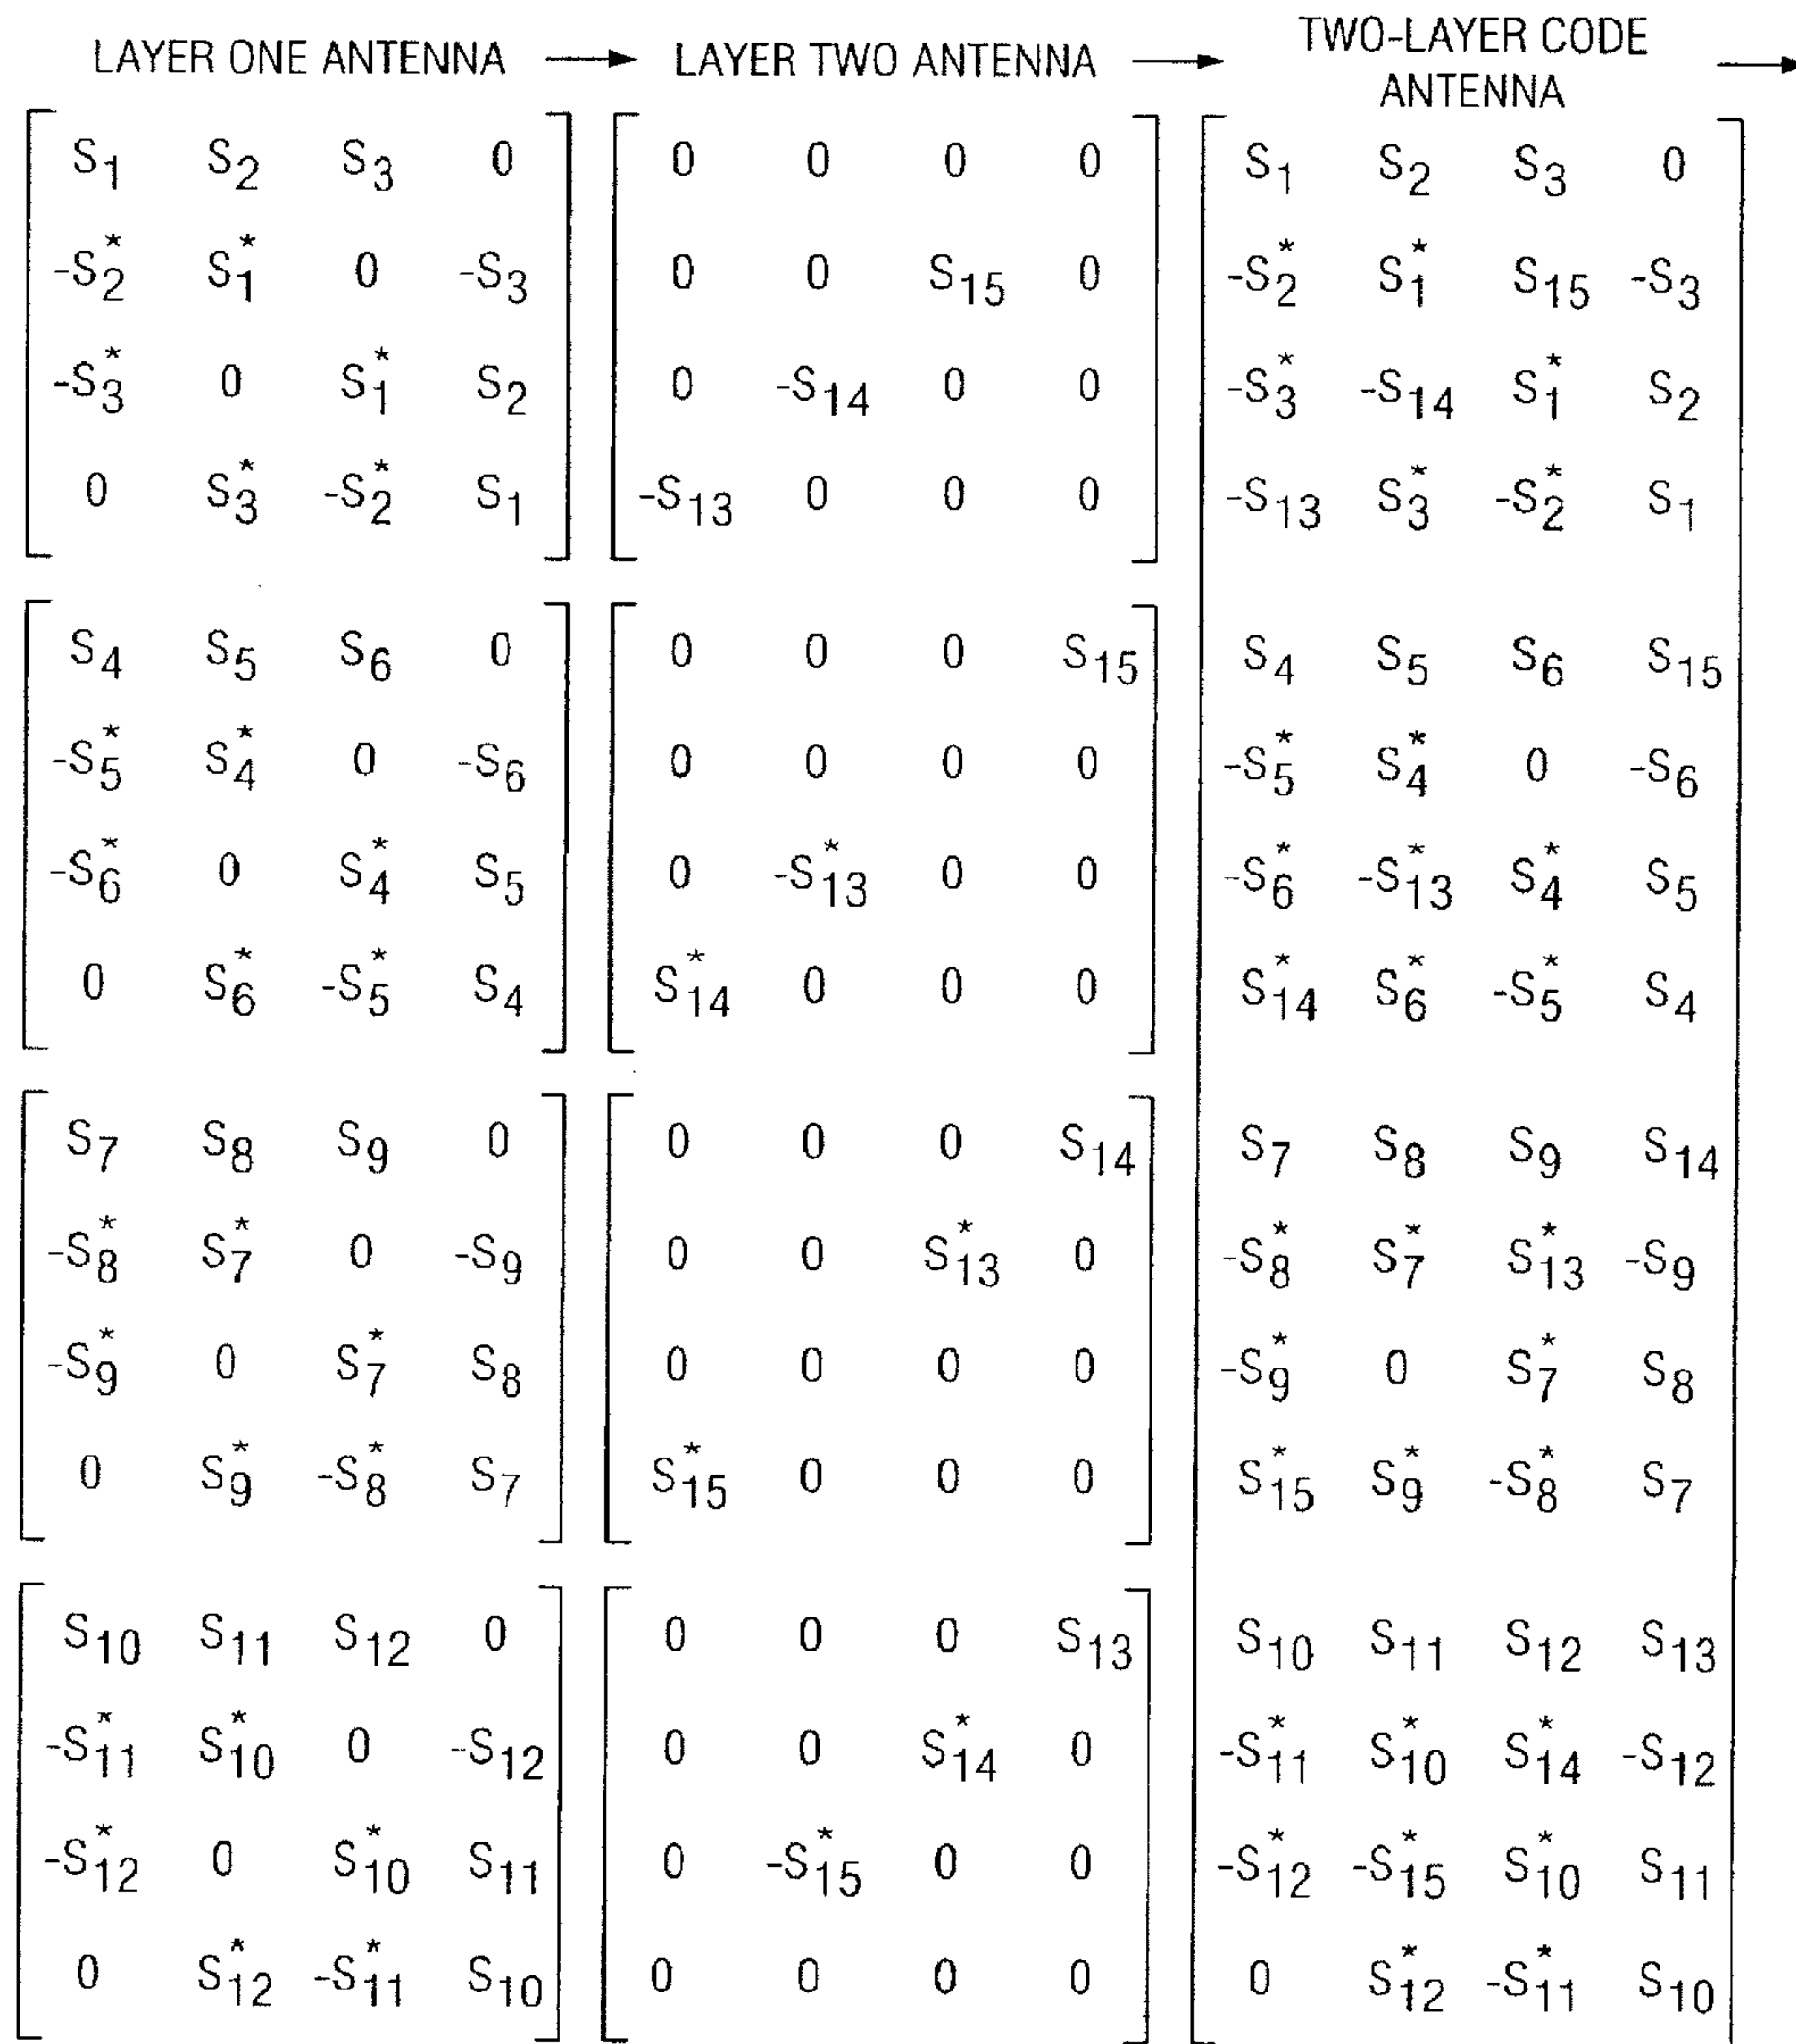 LAYER ONE ANTENNA → LAYER TWO ANTENNA → TWO-LAYER CODE ANTENNA →
S₁ S₂ S₃ 0 0 0 0 0 S₁ S₂ S₃ 0
-S₂* S₁* 0 -S₃ 0 0 S₁₅ 0 -S₂* S₁* S₁₅ -S₃
-S₃* 0 S₁* S₂ 0 -S₁₄ 0 0 -S₃* -S₁₄ S₁* S₂
0 S₃* -S₂* S₁ -S₁₃ 0 0 0 -S₁₃ S₃* -S₂* S₁
S₄ S₅ S₆ 0 0 0 0 S₁₅ S₄ S₅ S₆ S₁₅
-S₅* S₄* 0 -S₆ 0 0 0 0 -S₅* S₄* 0 -S₆
-S₆* 0 S₄* S₅ 0 -S₁₃* 0 0 -S₆* -S₁₃* S₄* S₅
0 S₆* -S₅* S₄ S₁₄* 0 0 0 S₁₄* S₆* -S₅* S₄
S₇ S₈ S₉ 0 0 0 0 S₁₄ S₇ S₈ S₉ S₁₄
-S₈* S₇* 0 -S₉ 0 0 S₁₃* 0 -S₈* S₇* S₁₃* -S₉
-S₉* 0 S₇* S₈ 0 0 0 0 -S₉* 0 S₇* S₈
0 S₉* -S₈* S₇ S₁₅* 0 0 0 S₁₅* S₉* -S₈* S₇
S₁₀ S₁₁ S₁₂ 0 0 0 0 S₁₃ S₁₀ S₁₁ S₁₂ S₁₃
-S₁₁* S₁₀* 0 -S₁₂ 0 0 S₁₄* 0 -S₁₁* S₁₀* S₁₄* -S₁₂
-S₁₂* 0 S₁₀* S₁₁ 0 -S₁₅* 0 0 -S₁₂* -S₁₅* S₁₀* S₁₁
0 S₁₂* -S₁₁* S₁₀ 0 0 0 0 0 S₁₂* -S₁₁* S₁₀